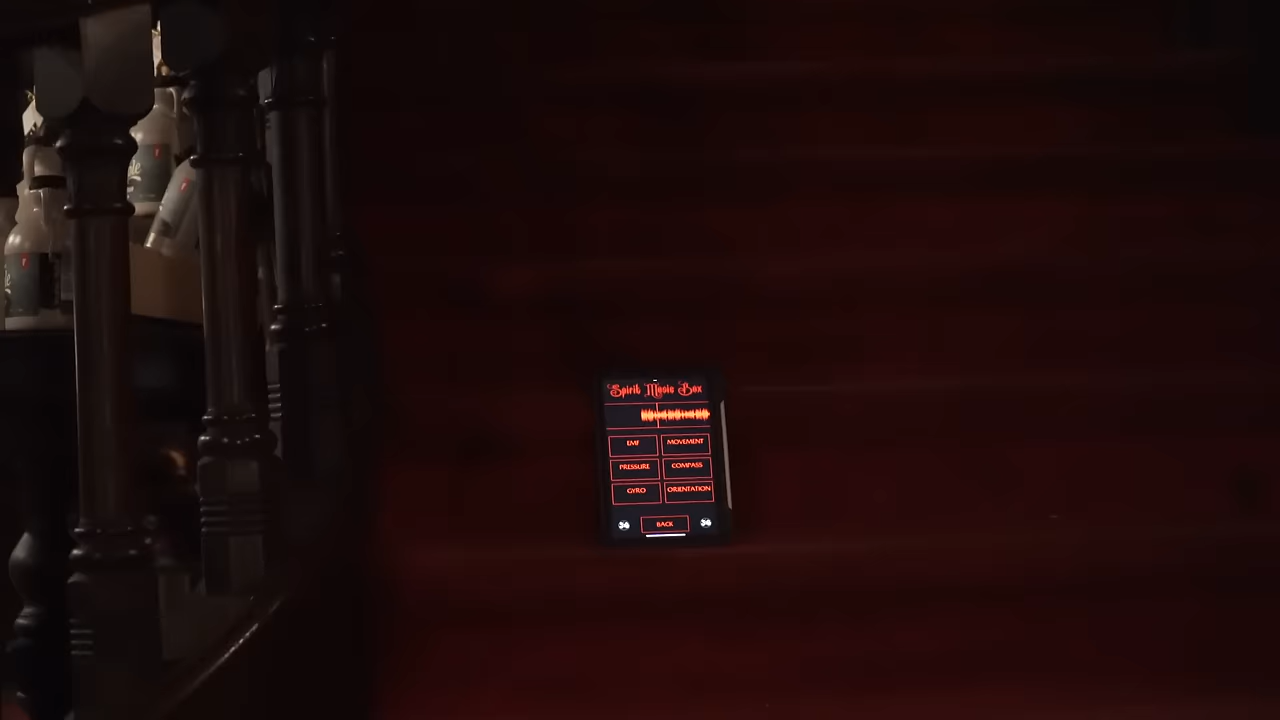 Spirit Music Box
EMF
MOVEMENT
PRESSURE
COMPASS
GYRO
ORIENTATION
BACK